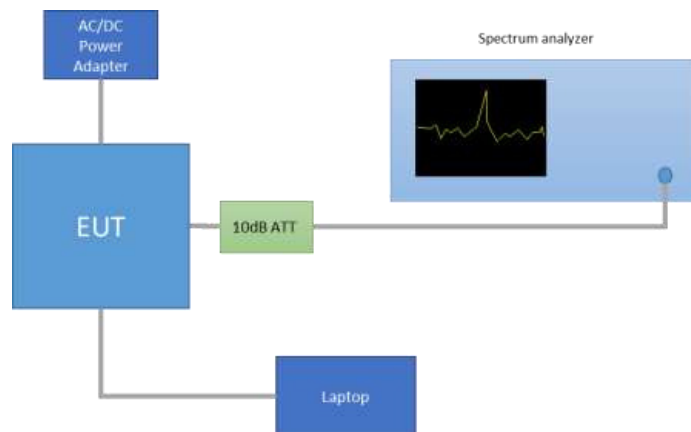 AC/DC
Power
Adapter
Spectrum analyzer
EUT
10dB ATT
Laptop